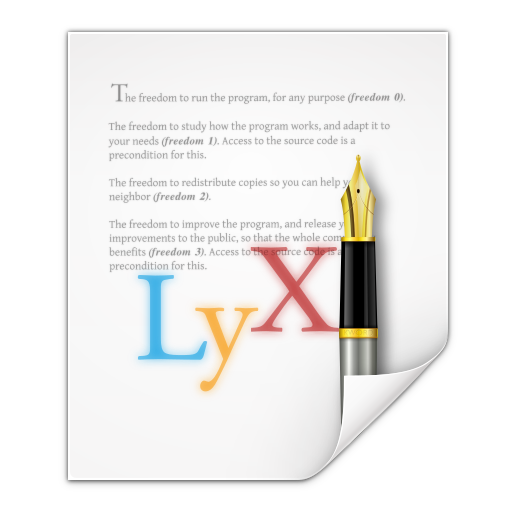 The freedom to run the program, for any purpose (freedom 0).
The freedom to study how the program works, and adapt it to
your needs (freedom 1). Access to the source code is a
precondition for this.
The freedom to redistribute copies so you can help
neighbor (freedom 2).
The freedom to improve the program, and release
improvements to the public, so that the whole
benefits (freedom 3). Access to the source code is a
precondition for this.
LyX